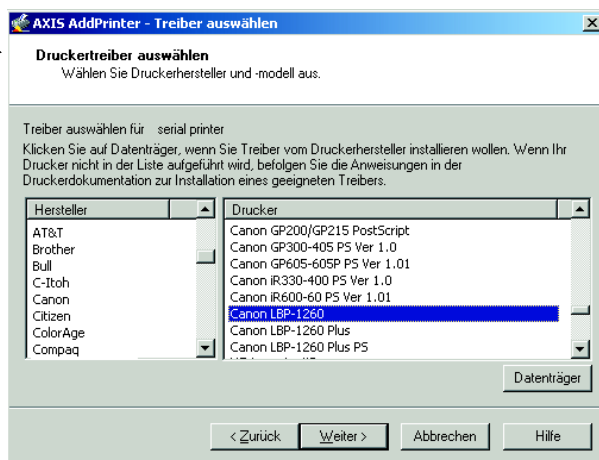 AXIS AddPrinter - Treiber auswählen
Druckertreiber auswählen
Wählen Sie Druckerhersteller und -modell aus.
Treiber auswählen für serial printer
Klicken Sie auf Datenträger, wenn Sie Treiber vom Druckerhersteller installieren wollen. Wenn Ihr
Drucker nicht in der Liste aufgeführt wird, befolgen Sie die Anweisungen in der
Druckerdokumentation zur Installation eines geeigneten Treibers.
Hersteller
AT&T
Brother
Bull
C-Itoh
Canon
Citizen
ColorAge
Compaq
Drucker
Canon GP200/GP215 PostScript
Canon GP300-405 PS Ver 1.0
Canon GP605-605P PS Ver 1.01
Canon iR330-400 PS Ver 1.0
Canon iR600-60 PS Ver 1.01
Canon LBP-1260
Canon LBP-1260 Plus
Canon LBP-1260 Plus PS
Datenträger
< Zurück
Weiter >
Abbrechen
Hilfe